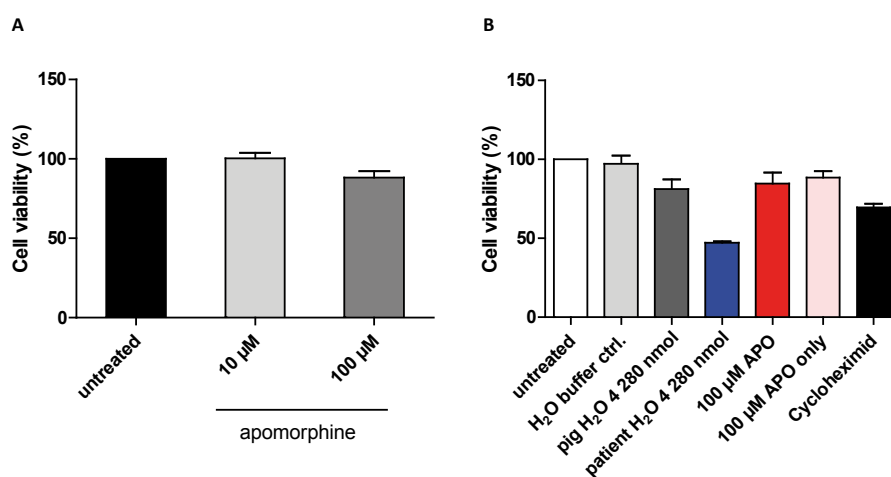 A
Cell viability (%)
150
100
50
0
untreated
10 µM
100 µM
apomorphine
B
Cell viability (%)
150
100
50
0
untreated
H₂O buffer ctrl.
pig H₂O 4 280 nmol
patient H₂O 4 280 nmol
100 µM APO
100 µM APO only
Cycloheximid